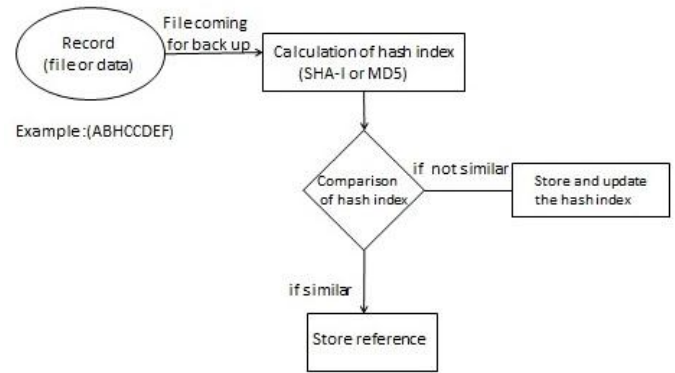 Record
(file or data)
File coming
for back up
Calculation of hash index
(SHA-I or MD5)
Example:(ABHCCDEF)
Comparison
of hash index
if not similar
Store and update
the hash index
if similar
Store reference